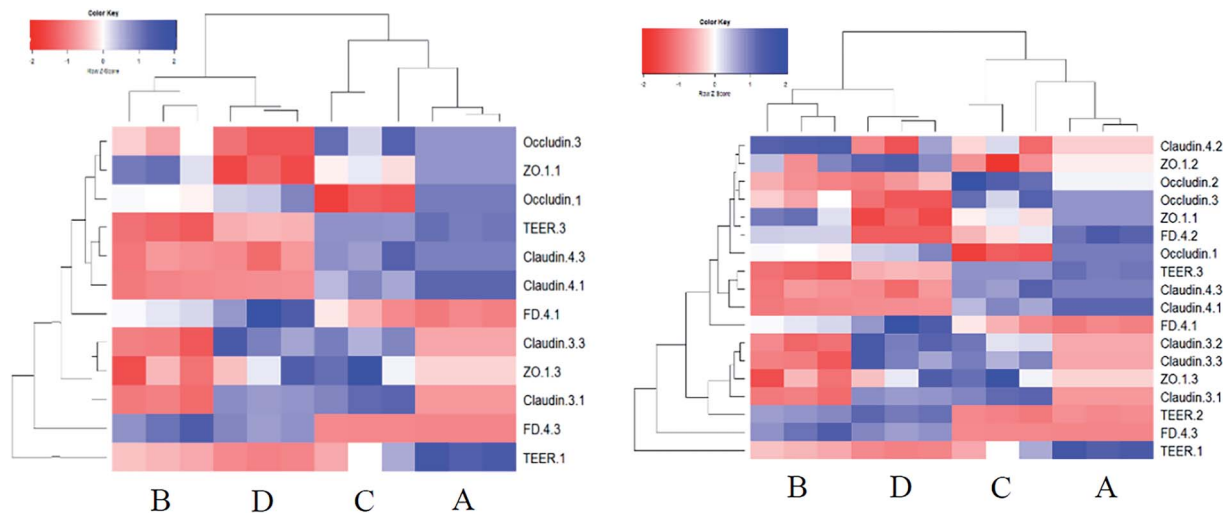 Color Key
-2 -1 0 1 2
Row Z-Score
Occludin.3
ZO.1.1
Occludin.1
TEER.3
Claudin.4.3
Claudin.4.1
FD.4.1
Claudin.3.3
ZO.1.3
Claudin.3.1
FD.4.3
TEER.1
B D C A
Color Key
-2 -1 0 1 2
Row Z-Score
Claudin.4.2
ZO.1.2
Occludin.2
Occludin.3
ZO.1.1
FD.4.2
Occludin.1
TEER.3
Claudin.4.3
Claudin.4.1
FD.4.1
Claudin.3.2
Claudin.3.3
ZO.1.3
Claudin.3.1
TEER.2
FD.4.3
TEER.1
B D C A